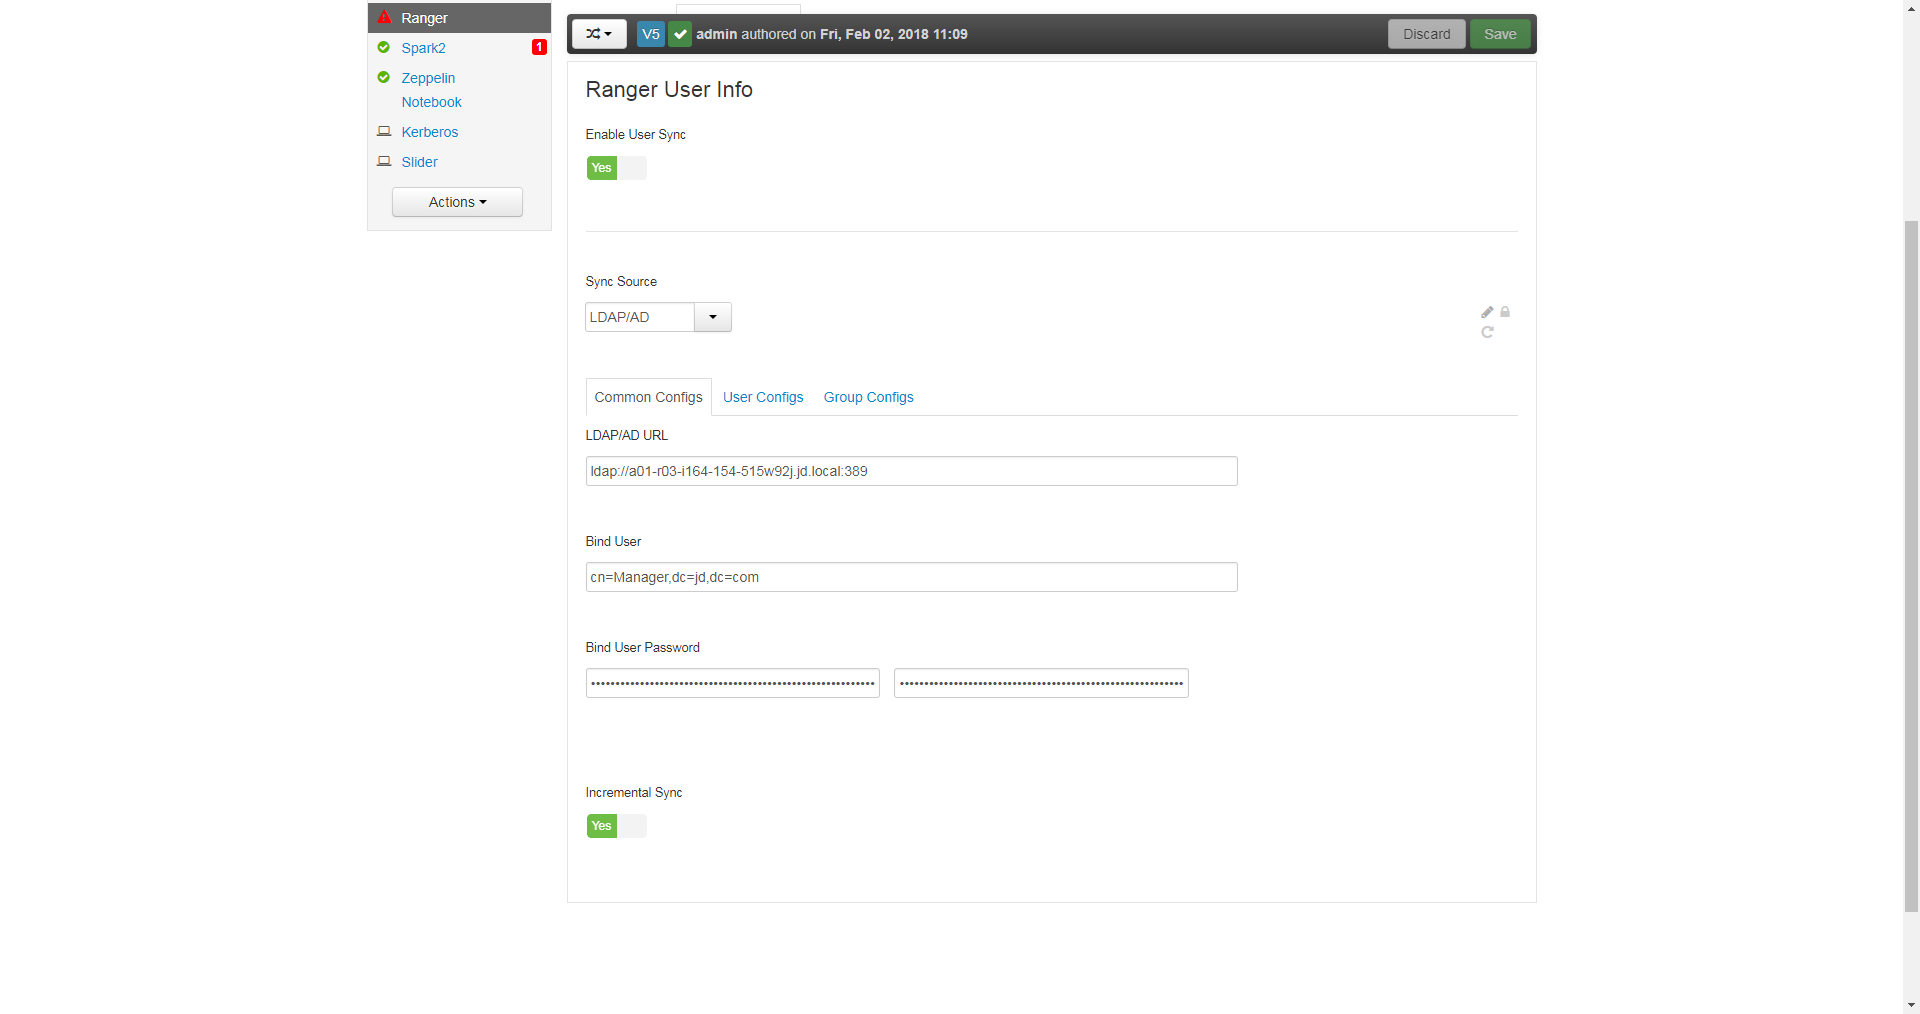 Ranger
Spark2
1
Zeppelin
Notebook
Kerberos
Slider
Actions
V5 admin authored on Fri, Feb 02, 2018 11:09
Discard
Save
Ranger User Info
Enable User Sync
Yes
Sync Source
LDAP/AD
Common Configs
User Configs
Group Configs
LDAP/AD URL
ldap://a01-r03-i164-154-515w92j.jd.local:389
Bind User
cn=Manager,dc=jd,dc=com
Bind User Password
Incremental Sync
Yes